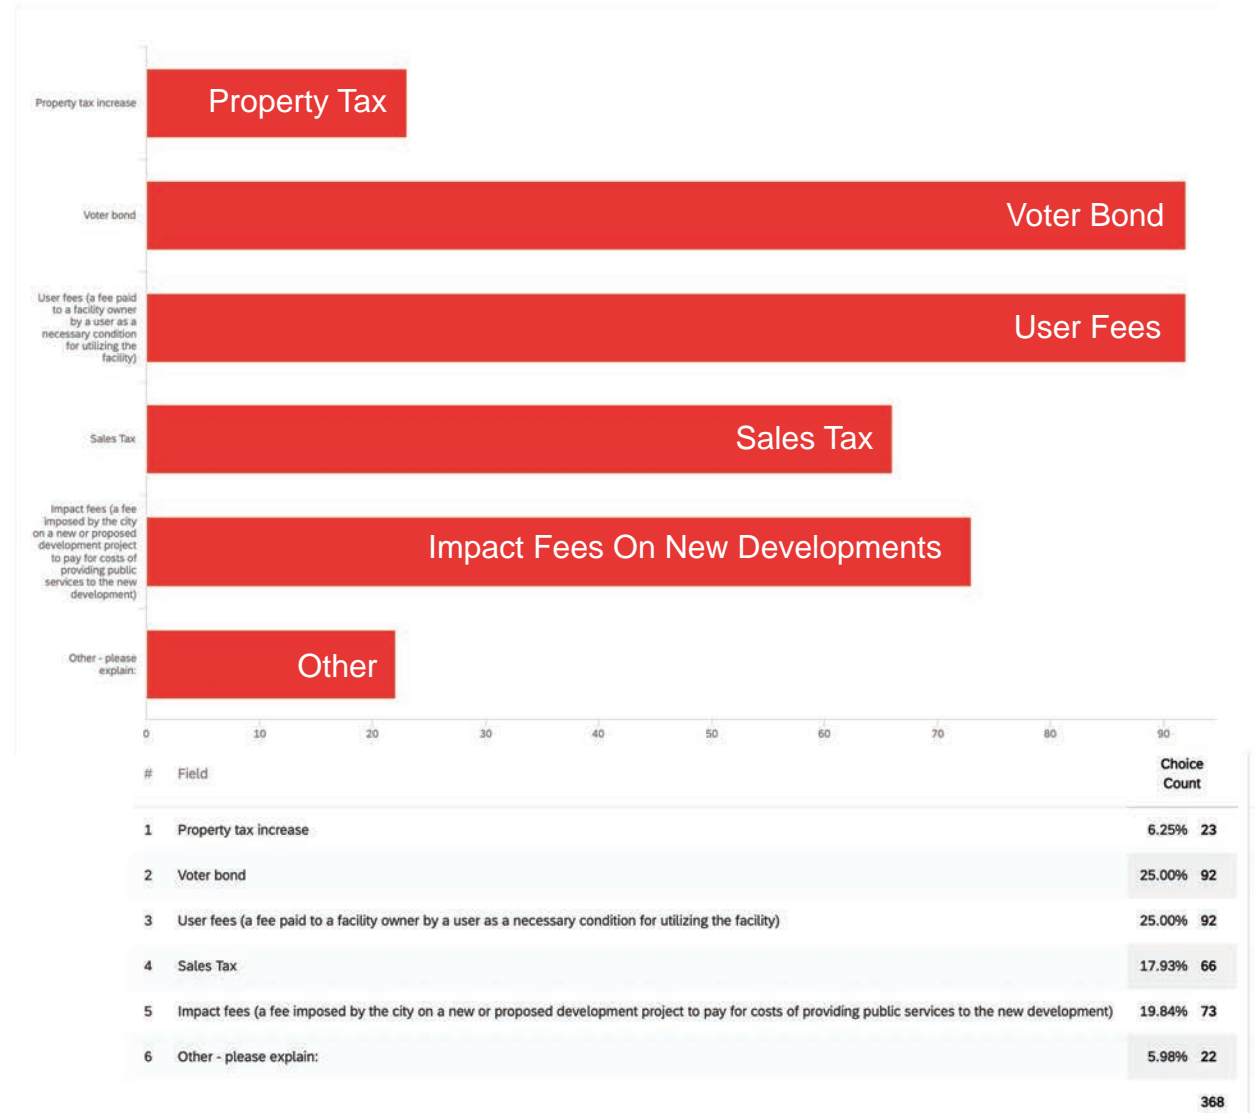 Property tax increase
Property Tax
Voter bond
Voter Bond
User fees (a fee paid
to a facility owner
by a user as a
necessary condition
for utilizing the
facility)
User Fees
Sales Tax
Sales Tax
Impact fees (a fee
imposed by the city
on a new or proposed
development project
to pay for costs of
providing public
services to the new
development)
Impact Fees On New Developments
Other - please
explain:
Other
0 10 20 30 40 50 60 70 80 90
# Field Choice
Count
1 Property tax increase 6.25% 23
2 Voter bond 25.00% 92
3 User fees (a fee paid to a facility owner by a user as a necessary condition for utilizing the facility) 25.00% 92
4 Sales Tax 17.93% 66
5 Impact fees (a fee imposed by the city on a new or proposed development project to pay for costs of providing public services to the new development) 19.84% 73
6 Other - please explain: 5.98% 22
368